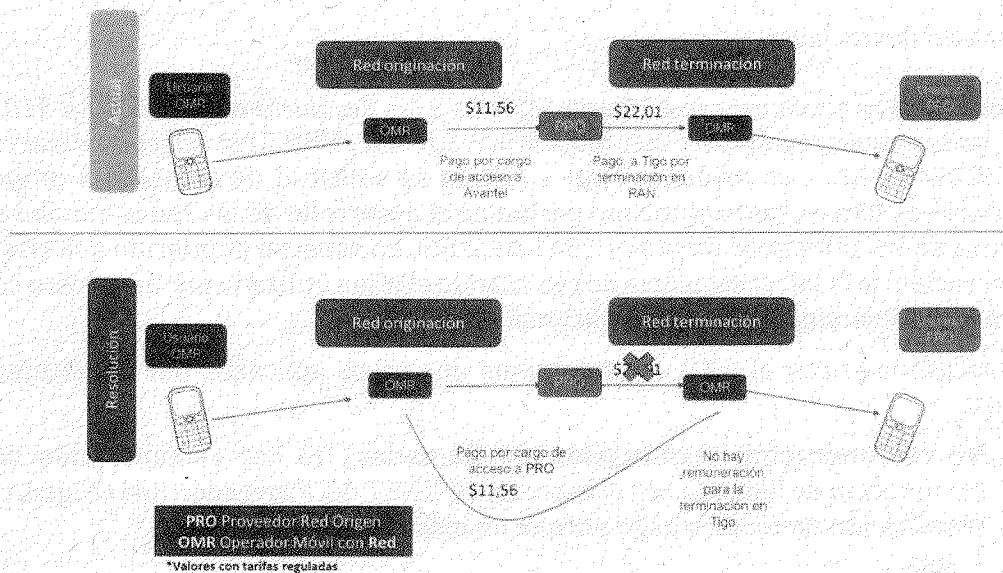 Actual
Usuario
OMR
Red originación
Red terminación
Usuario
OMR
$11,56
PRO
$22,01
OMR
Pago por cargo
de acceso a
Avantel
Pago a Tigo por
terminación en
RAN
Resolución
Usuario
OMR
Red originación
Red terminación
Usuario
OMR
PRO
OMR
Pago por cargo de
acceso a PRO
$11,56
No hay
remuneración
para la
terminación en
Tigo
PRO Proveedor Red Origen
OMR Operador Móvil con Red
*Valores con tarifas reguladas